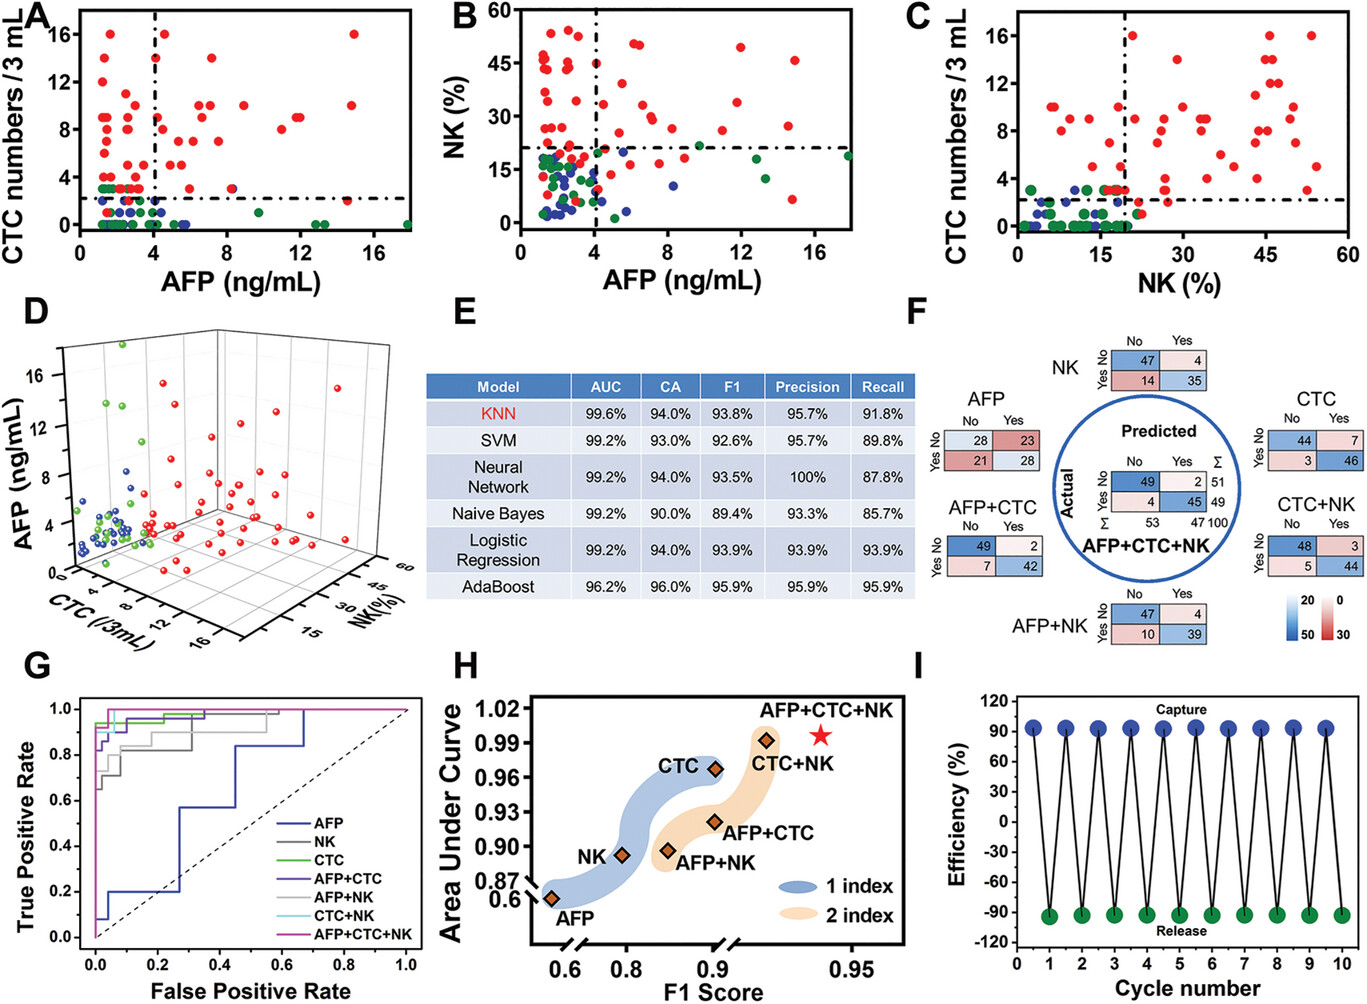 A
CTC numbers / 3 mL
16
12
8
4
0
0
4
8
12
16
AFP (ng/mL)
B
NK (%)
60
45
30
15
0
0
4
8
12
16
AFP (ng/mL)
C
CTC numbers / 3 mL
16
12
8
4
0
0
15
30
45
60
NK (%)
D
AFP (ng/mL)
16
12
8
4
0
0
4
8
12
16
CTC (/3mL)
15
30
45
60
NK(%)
E
Model AUC CA F1 Precision Recall
KNN 99.6% 94.0% 93.8% 95.7% 91.8%
SVM 99.2% 93.0% 92.6% 95.7% 89.8%
Neural Network 99.2% 94.0% 93.5% 100% 87.8%
Naive Bayes 99.2% 90.0% 89.4% 93.3% 85.7%
Logistic Regression 99.2% 94.0% 93.9% 93.9% 93.9%
AdaBoost 96.2% 96.0% 95.9% 95.9% 95.9%
F
NK
No Yes
Yes No
47 4
14 35
AFP
No Yes
Yes No
28 23
21 28
CTC
No Yes
Yes No
44 7
3 46
Predicted
Actual
No Yes Σ
Yes No
49 2 51
4 45 49
Σ 53 47 100
AFP+CTC+NK
AFP+CTC
No Yes
Yes No
49 2
7 42
CTC+NK
No Yes
Yes No
48 3
5 44
AFP+NK
No Yes
Yes No
47 4
10 39
20 0
50 30
G
True Positive Rate
1.0
0.8
0.6
0.4
0.2
0.0
0.0
0.2
0.4
0.6
0.8
1.0
False Positive Rate
AFP
NK
CTC
AFP+CTC
AFP+NK
CTC+NK
AFP+CTC+NK
H
Area Under Curve
1.02
0.99
0.96
0.93
0.90
0.87
0.6
0.6
0.8
0.9
0.95
F1 Score
AFP+CTC+NK
CTC
CTC+NK
AFP+CTC
NK
AFP+NK
AFP
1 index
2 index
I
Efficiency (%)
120
90
60
30
0
-30
-60
-90
-120
Capture
Release
0
1
2
3
4
5
6
7
8
9
10
Cycle number